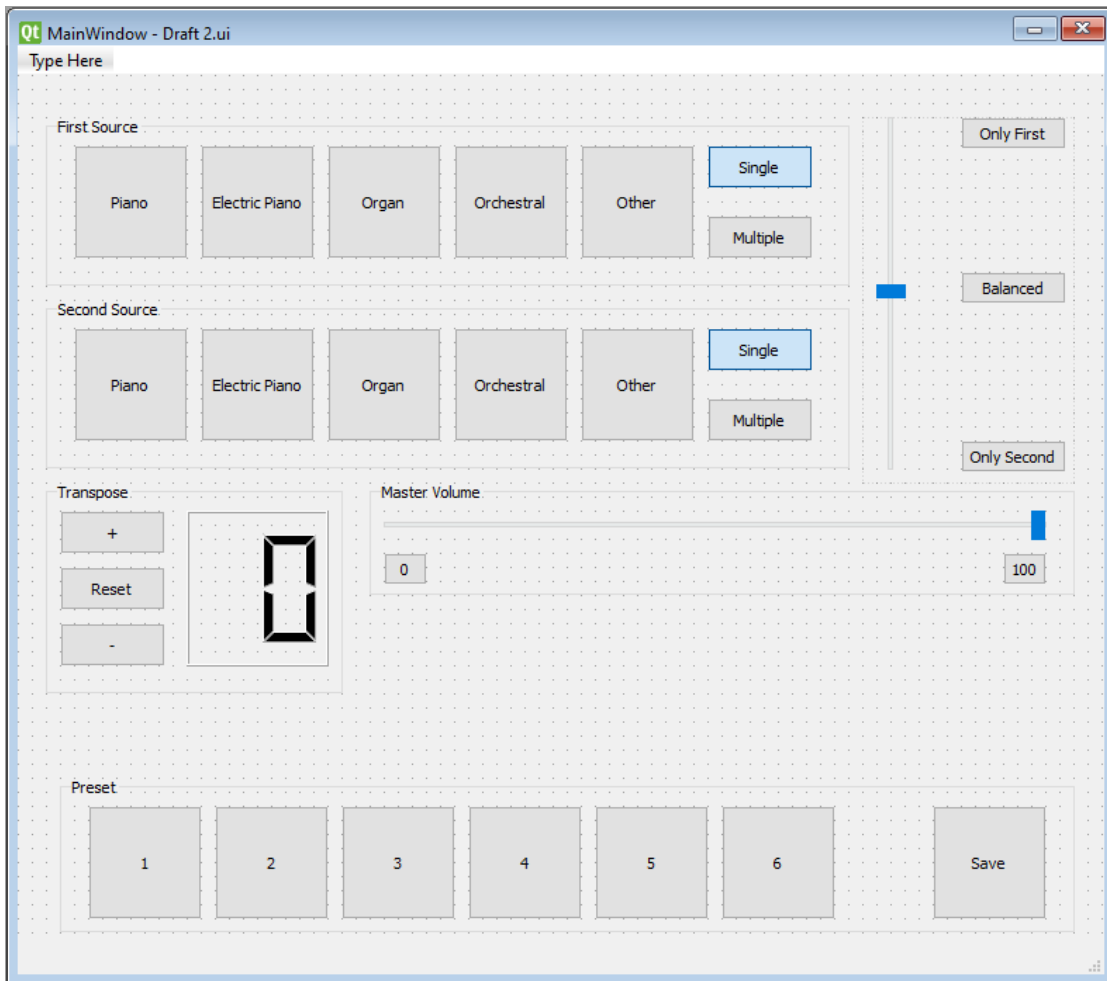 Qt MainWindow - Draft 2.ui
Type Here
First Source
Only First
Piano
Electric Piano
Organ
Orchestral
Other
Single
Multiple
Balanced
Second Source
Piano
Electric Piano
Organ
Orchestral
Other
Single
Multiple
Only Second
Transpose
+
Reset
-
0
Master Volume
0
100
Preset
1
2
3
4
5
6
Save